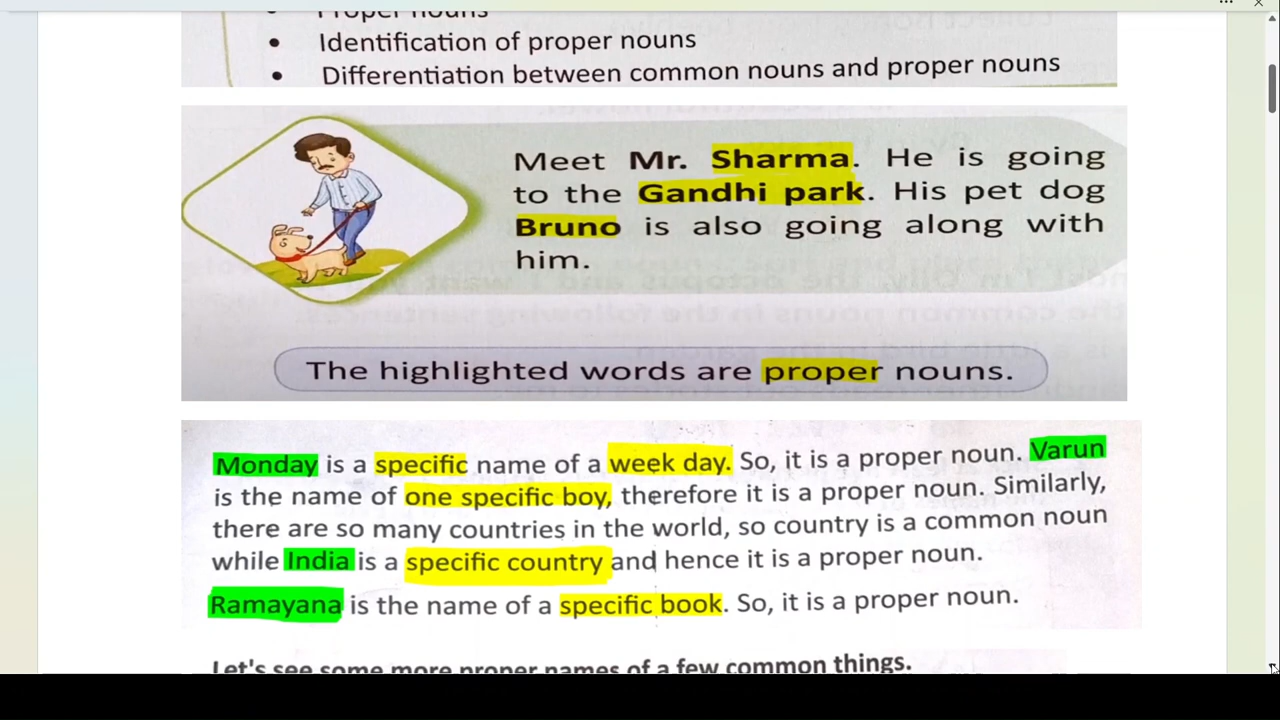 Proper nouns
• Identification of proper nouns
• Differentiation between common nouns and proper nouns
Meet Mr. Sharma. He is going
to the Gandhi park. His pet dog
Bruno is also going along with
him.
The highlighted words are proper nouns.
Monday is a specific name of a week day. So, it is a proper noun. Varun
is the name of one specific boy, therefore it is a proper noun. Similarly,
there are so many countries in the world, so country is a common noun
while India is a specific country and hence it is a proper noun.
Ramayana is the name of a specific book. So, it is a proper noun.
Let's see some more proper names of a few common things.